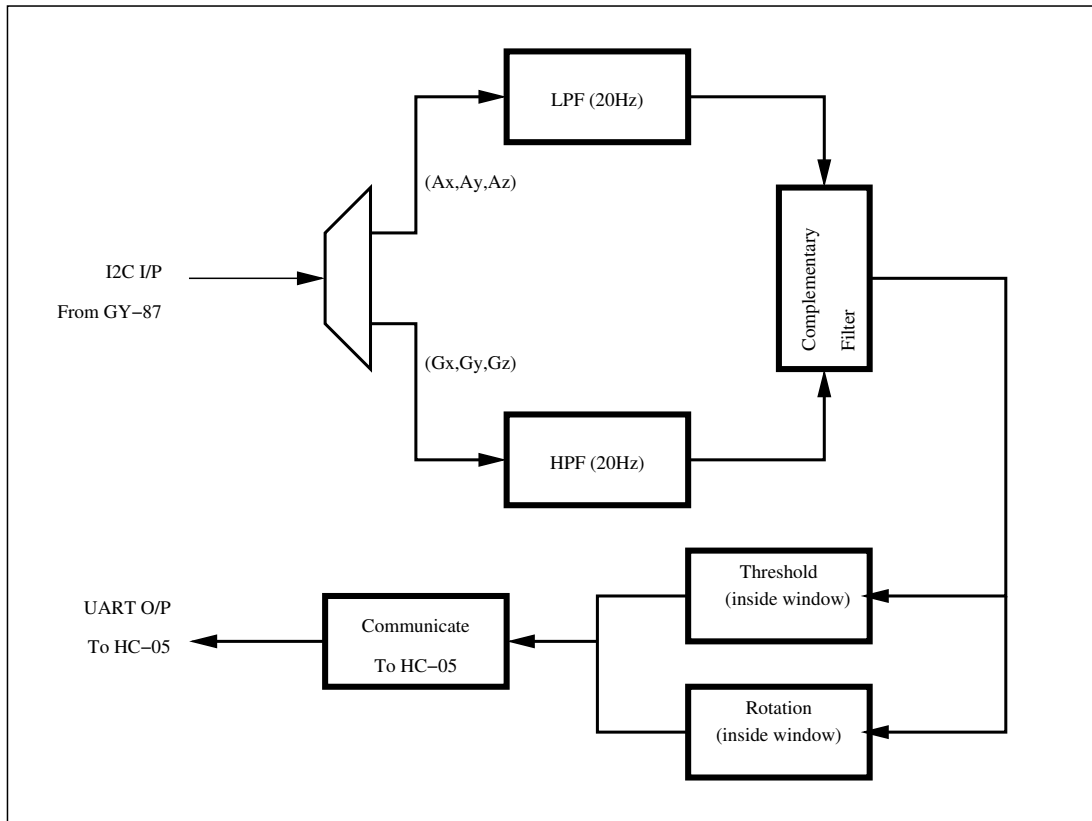 LPF (20Hz)
(Ax,Ay,Az)
I2C I/P
From GY−87
Complementary
Filter
(Gx,Gy,Gz)
HPF (20Hz)
Threshold
(inside window)
UART O/P
To HC−05
Communicate
To HC−05
Rotation
(inside window)